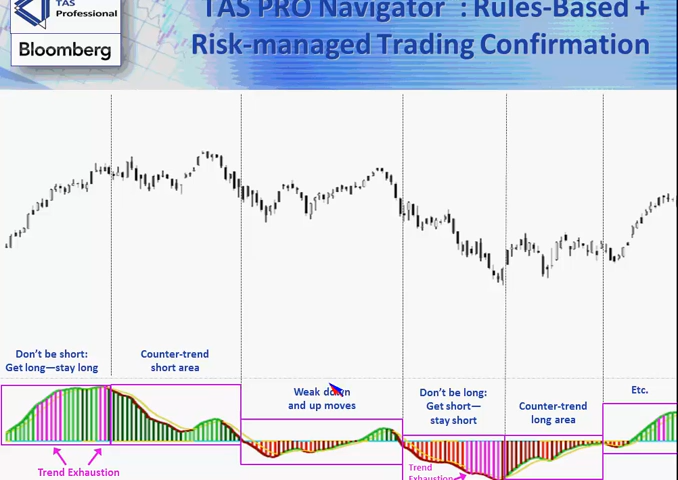 TAS
Professional
Bloomberg
TAS PRO Navigator : Rules-Based +
Risk-managed Trading Confirmation
Don't be short:
Get long—stay long
Counter-trend
short area
Weak down
and up moves
Don't be long:
Get short—
stay short
Counter-trend
long area
Etc.
Trend Exhaustion
Trend
Exhaustion